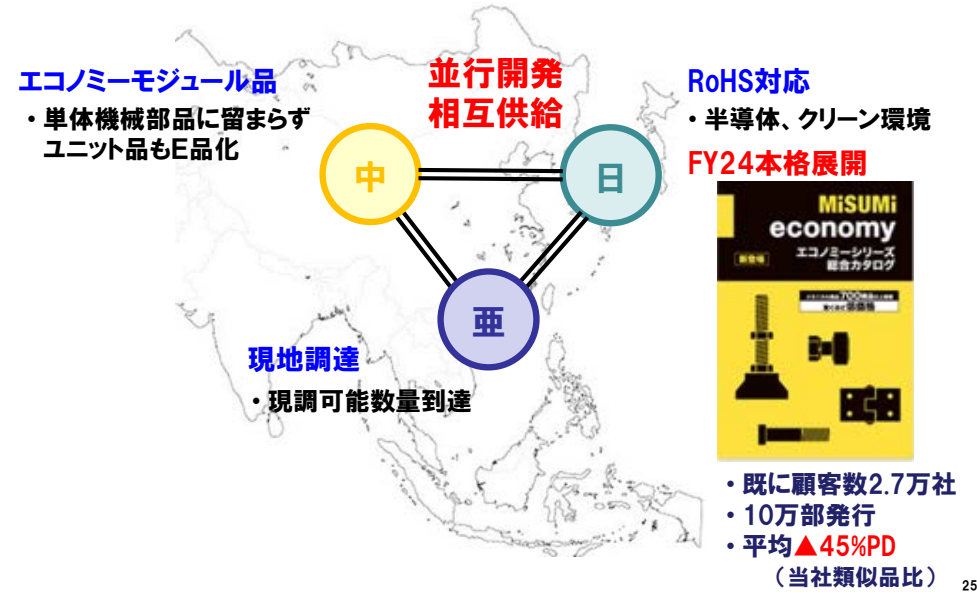 エコノミーモジュール品
・単体機械部品に留まらず
ユニット品もE品化
並行開発
相互供給
RoHS対応
・半導体、クリーン環境
FY24本格展開
中
日
亜
現地調達
・現調可能数量到達
MiSUMi
economy
新登場
エコノミーシリーズ
総合カタログ
・既に顧客数2.7万社
・10万部発行
・平均▲45%PD
（当社類似品比）
25